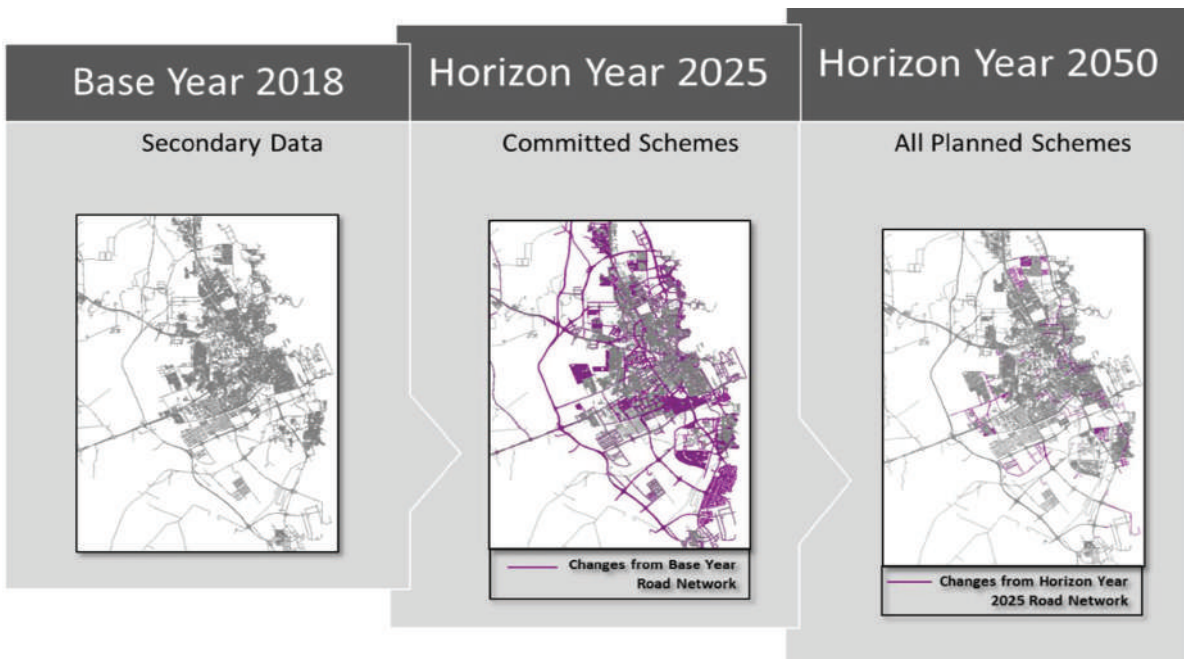 Base Year 2018
Secondary Data
Horizon Year 2025
Committed Schemes
Changes from Base Year
Road Network
Horizon Year 2050
All Planned Schemes
Changes from Horizon Year
2025 Road Network